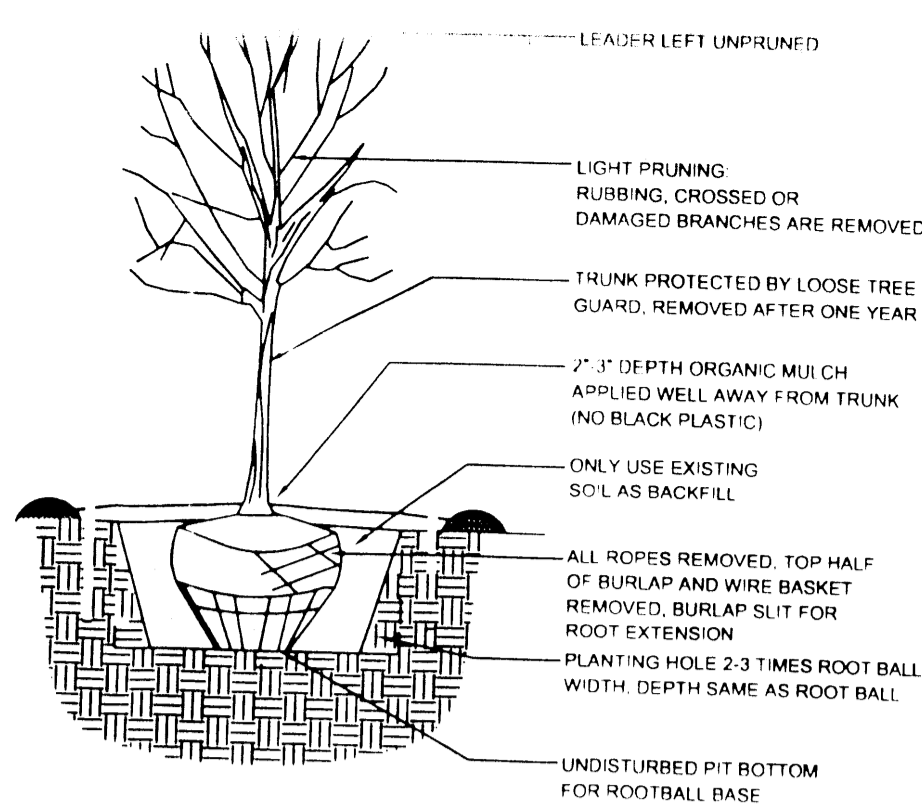 LEADER LEFT UNPRUNED
LIGHT PRUNING:
RUBBING, CROSSED OR
DAMAGED BRANCHES ARE REMOVED
TRUNK PROTECTED BY LOOSE TREE
GUARD, REMOVED AFTER ONE YEAR
2"-3" DEPTH ORGANIC MULCH
APPLIED WELL AWAY FROM TRUNK
(NO BLACK PLASTIC)
ONLY USE EXISTING
SOIL AS BACKFILL
ALL ROPES REMOVED, TOP HALF
OF BURLAP AND WIRE BASKET
REMOVED, BURLAP SLIT FOR
ROOT EXTENSION
PLANTING HOLE 2-3 TIMES ROOT BALL
WIDTH, DEPTH SAME AS ROOT BALL
UNDISTURBED PIT BOTTOM
FOR ROOTBALL BASE